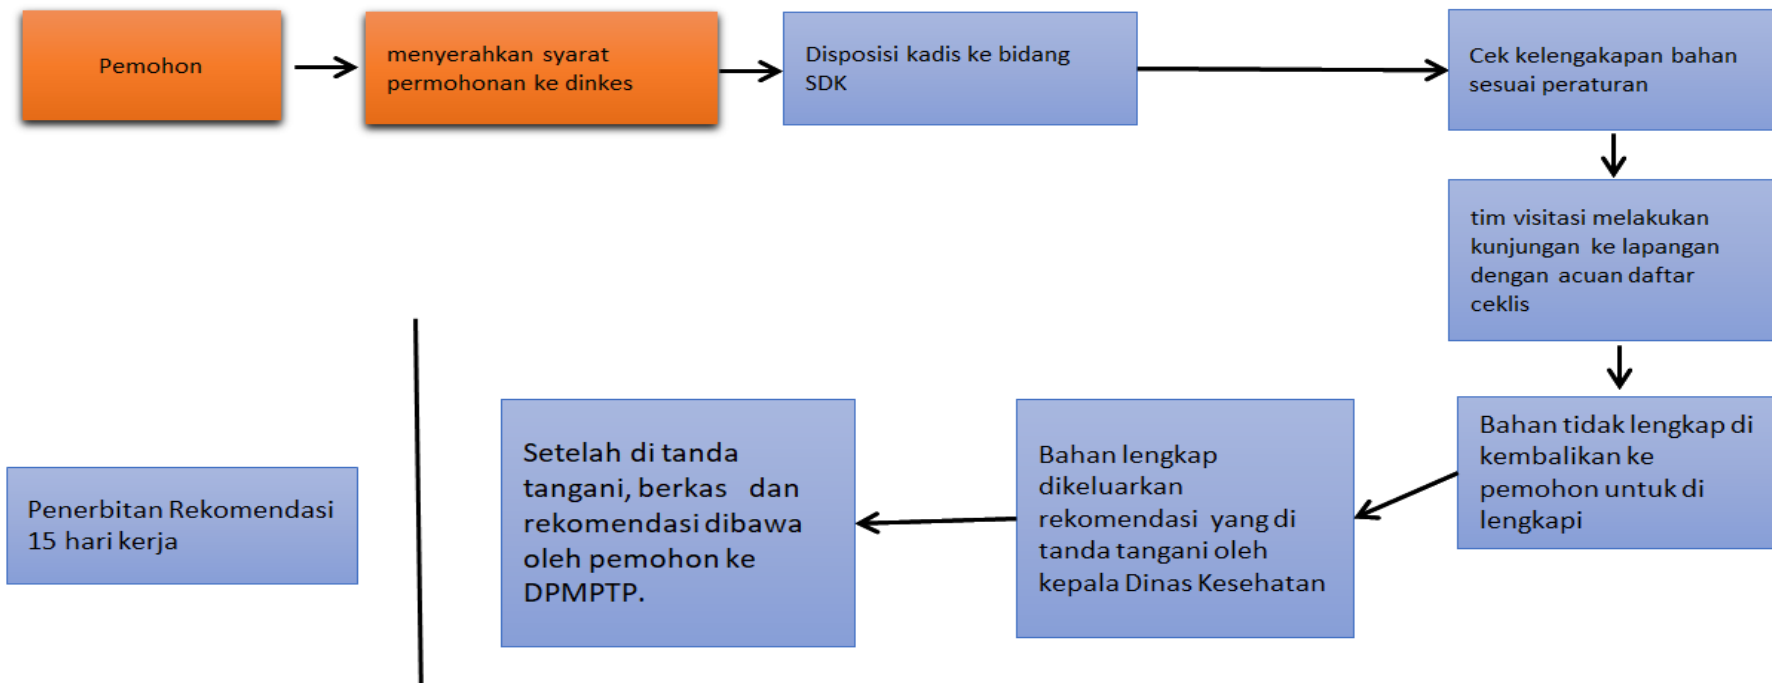 Pemohon
menyerahkan syarat
permohonan ke dinkes
Disposisi kadis ke bidang
SDK
Cek kelengakapan bahan
sesuai peraturan
tim visitasi melakukan
kunjungan ke lapangan
dengan acuan daftar
ceklis
Bahan tidak lengkap di
kembalikan ke
pemohon untuk di
lengkapi
Bahan lengkap
dikeluarkan
rekomendasi yang di
tanda tangani oleh
kepala Dinas Kesehatan
Setelah di tanda
tangani, berkas dan
rekomendasi dibawa
oleh pemohon ke
DPMPTP.
Penerbitan Rekomendasi
15 hari kerja